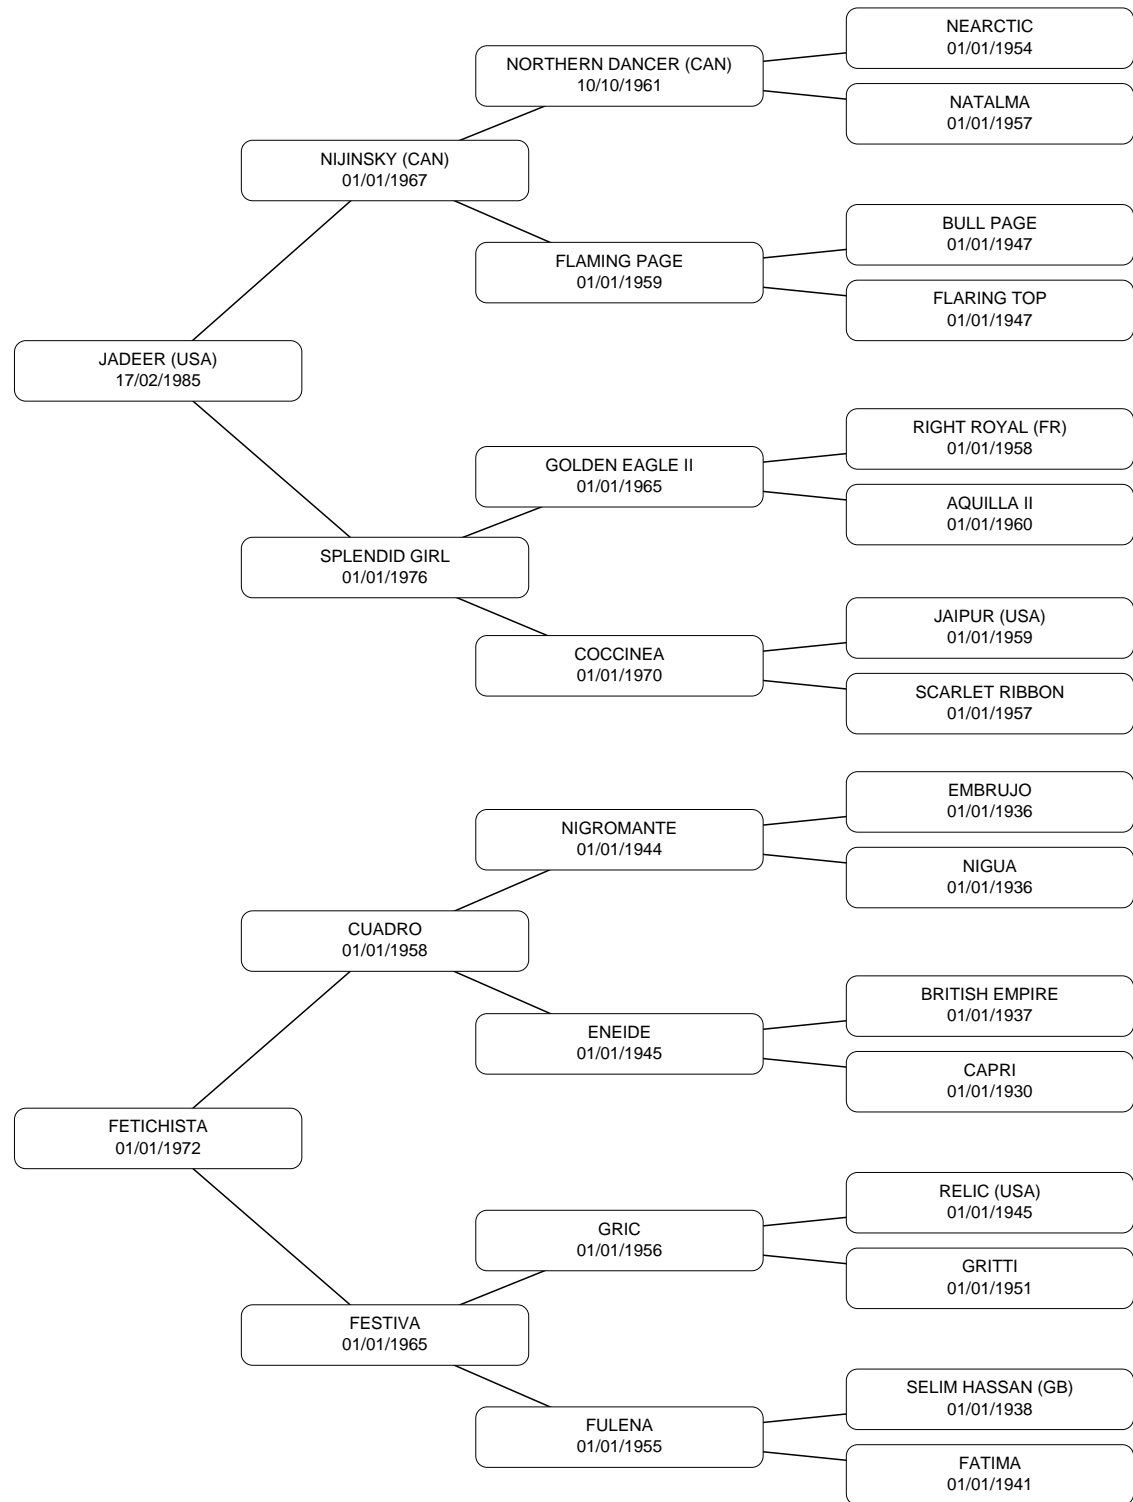 NEARCTIC
01/01/1954
NORTHERN DANCER (CAN)
10/10/1961
NATALMA
01/01/1957
NIJINSKY (CAN)
01/01/1967
BULL PAGE
01/01/1947
FLAMING PAGE
01/01/1959
FLARING TOP
01/01/1947
JADEER (USA)
17/02/1985
RIGHT ROYAL (FR)
01/01/1958
GOLDEN EAGLE II
01/01/1965
AQUILLA II
01/01/1960
SPLENDID GIRL
01/01/1976
JAIPUR (USA)
01/01/1959
COCCINEA
01/01/1970
SCARLET RIBBON
01/01/1957
EMBRUJO
01/01/1936
NIGROMANTE
01/01/1944
NIGUA
01/01/1936
CUADRO
01/01/1958
BRITISH EMPIRE
01/01/1937
ENEIDE
01/01/1945
CAPRI
01/01/1930
FETICHISTA
01/01/1972
RELIC (USA)
01/01/1945
GRIC
01/01/1956
GRITTI
01/01/1951
FESTIVA
01/01/1965
SELIM HASSAN (GB)
01/01/1938
FULENA
01/01/1955
FATIMA
01/01/1941